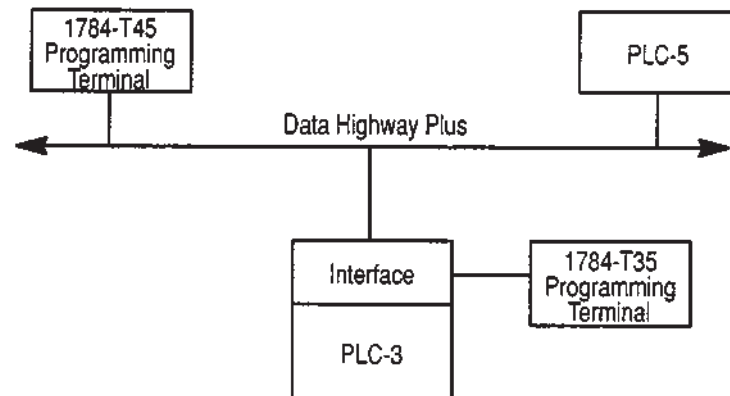 1784-T45
Programming
Terminal
PLC-5
Data Highway Plus
Interface
1784-T35
Programming
Terminal
PLC-3